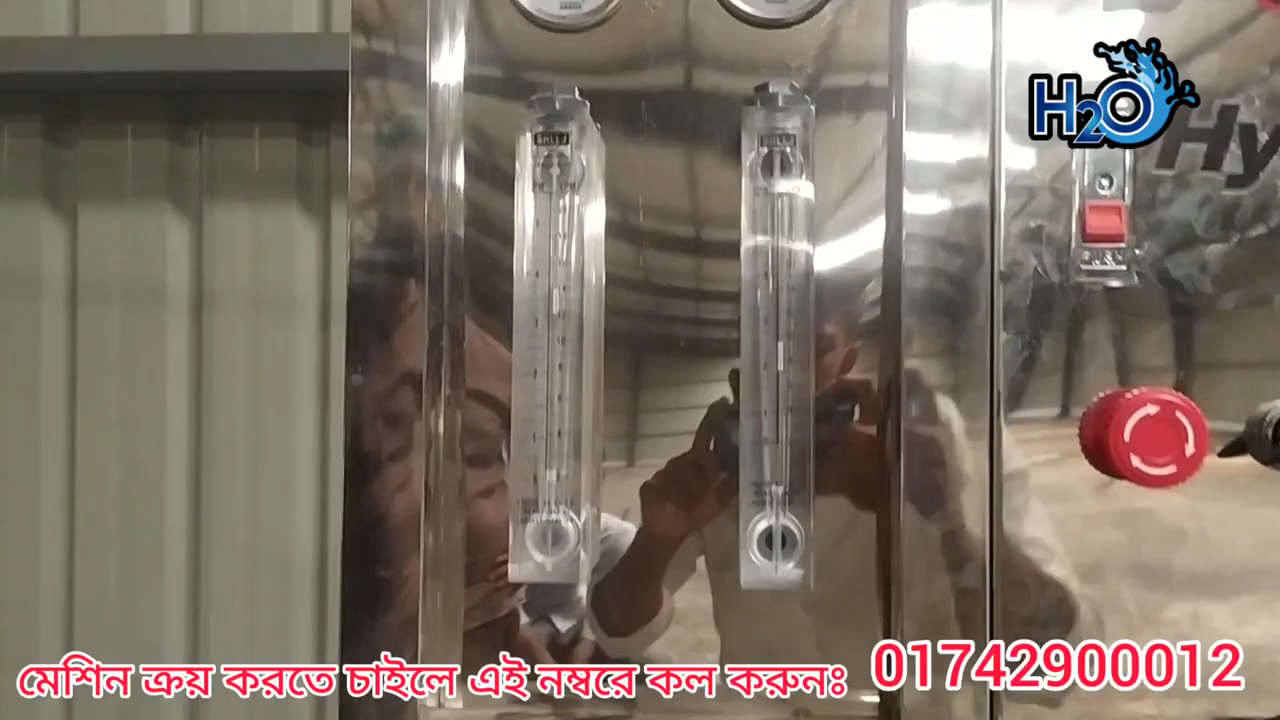 H2O
Hy
মেশিন ক্রয় করতে চাইলে এই নম্বরে কল করুনঃ 01742900012